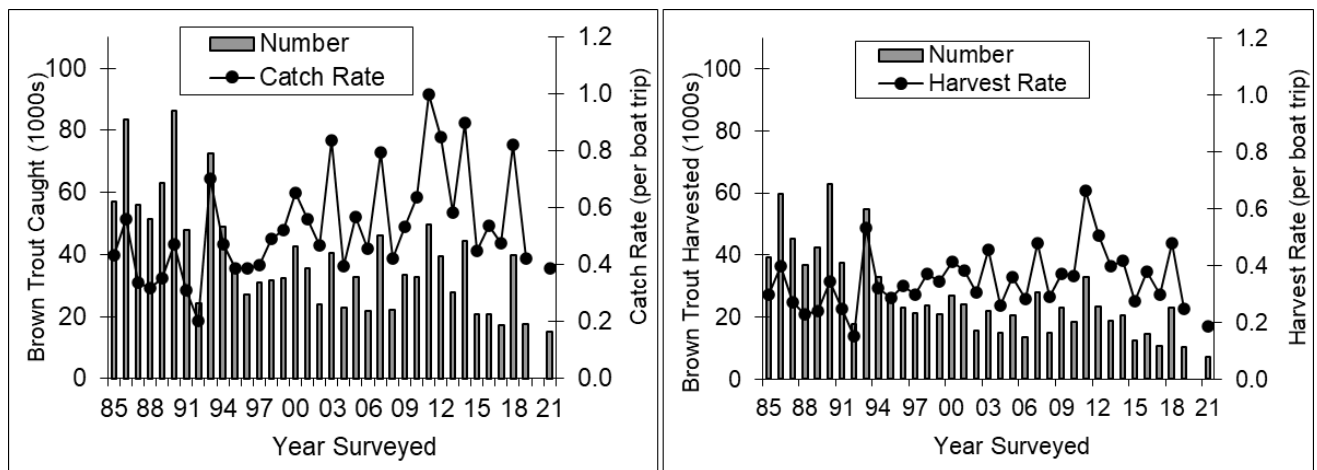 Number
Catch Rate
Brown Trout Caught (1000s)
100
80
60
40
20
0
1.2
1.0
0.8
0.6
0.4
0.2
0.0
Catch Rate (per boat trip)
85 88 91 94 97 00 03 06 09 12 15 18 21
Year Surveyed
Number
Harvest Rate
Brown Trout Harvested (1000s)
100
80
60
40
20
0
1.2
1.0
0.8
0.6
0.4
0.2
0.0
Harvest Rate (per boat trip)
85 88 91 94 97 00 03 06 09 12 15 18 21
Year Surveyed